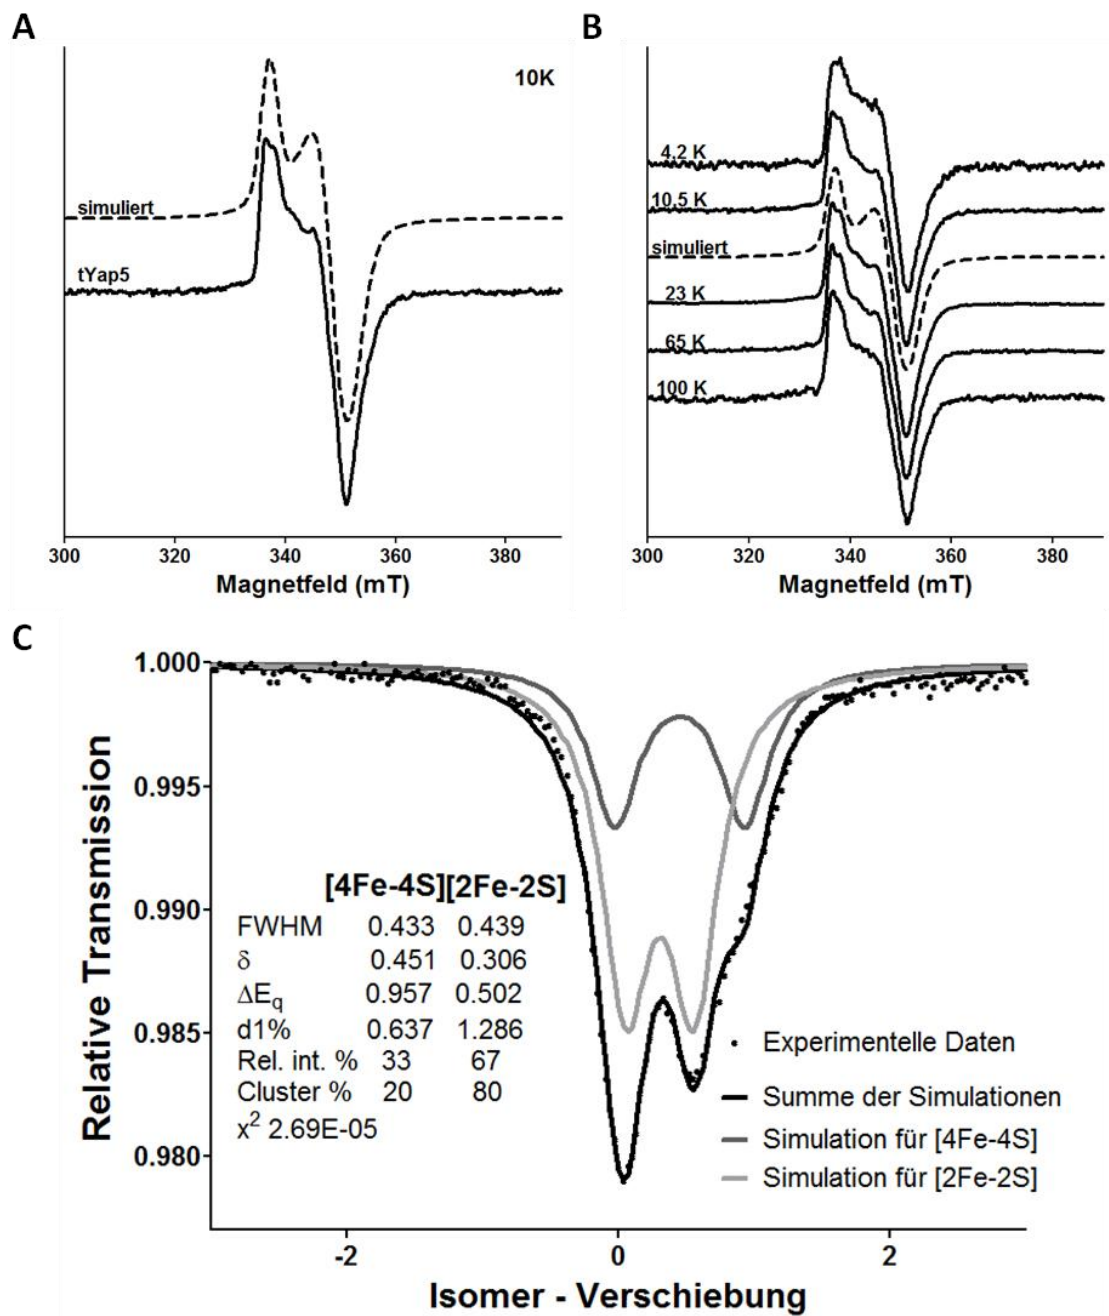 A
10K
simuliert
tYap5
300 320 340 360 380
Magnetfeld (mT)
B
4,2 K
10,5 K
simuliert
23 K
65 K
100 K
300 320 340 360 380
Magnetfeld (mT)
C
Relative Transmission
1.000
0.995
0.990
0.985
0.980
[4Fe-4S] [2Fe-2S]
FWHM 0.433 0.439
δ 0.451 0.306
ΔEq 0.957 0.502
d1% 0.637 1.286
Rel. int. % 33 67
Cluster % 20 80
x² 2.69E-05
Experimentelle Daten
Summe der Simulationen
Simulation für [4Fe-4S]
Simulation für [2Fe-2S]
-2 0 2
Isomer - Verschiebung